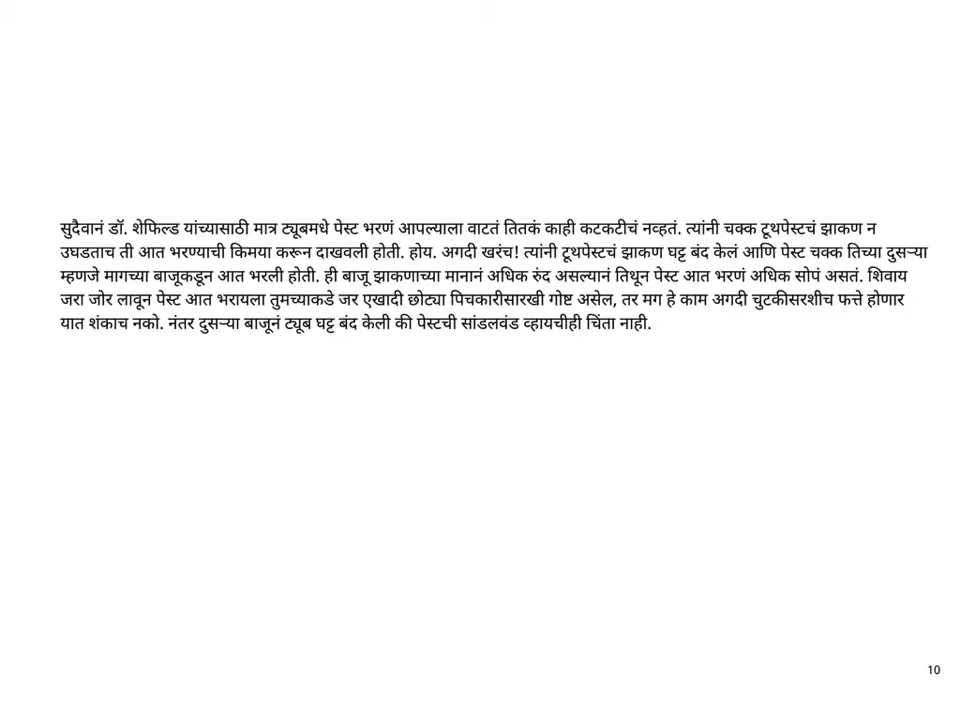 सुदैवानं डॉ. शेफिल्ड यांच्यासाठी मात्र ट्यूबमधे पेस्ट भरणं आपल्याला वाटतं तितकं काही कटकटीचं नव्हतं. त्यांनी चक्क टूथपेस्टचं झाकण न
उघडताच ती आत भरण्याची किमया करून दाखवली होती. होय. अगदी खरंच! त्यांनी टूथपेस्टचं झाकण घट्ट बंद केलं आणि पेस्ट चक्क तिच्या दुसऱ्या
म्हणजे मागच्या बाजूकडून आत भरली होती. ही बाजू झाकणाच्या मानानं अधिक रुंद असल्यानं तिथून पेस्ट आत भरणं अधिक सोपं असतं. शिवाय
जरा जोर लावून पेस्ट आत भरायला तुमच्याकडे जर एखादी छोट्या पिचकारीसारखी गोष्ट असेल, तर मग हे काम अगदी चुटकीसरशीच फत्ते होणार
यात शंकाच नको. नंतर दुसऱ्या बाजूनं ट्यूब घट्ट बंद केली की पेस्टची सांडलवंड व्हायचीही चिंता नाही.
10